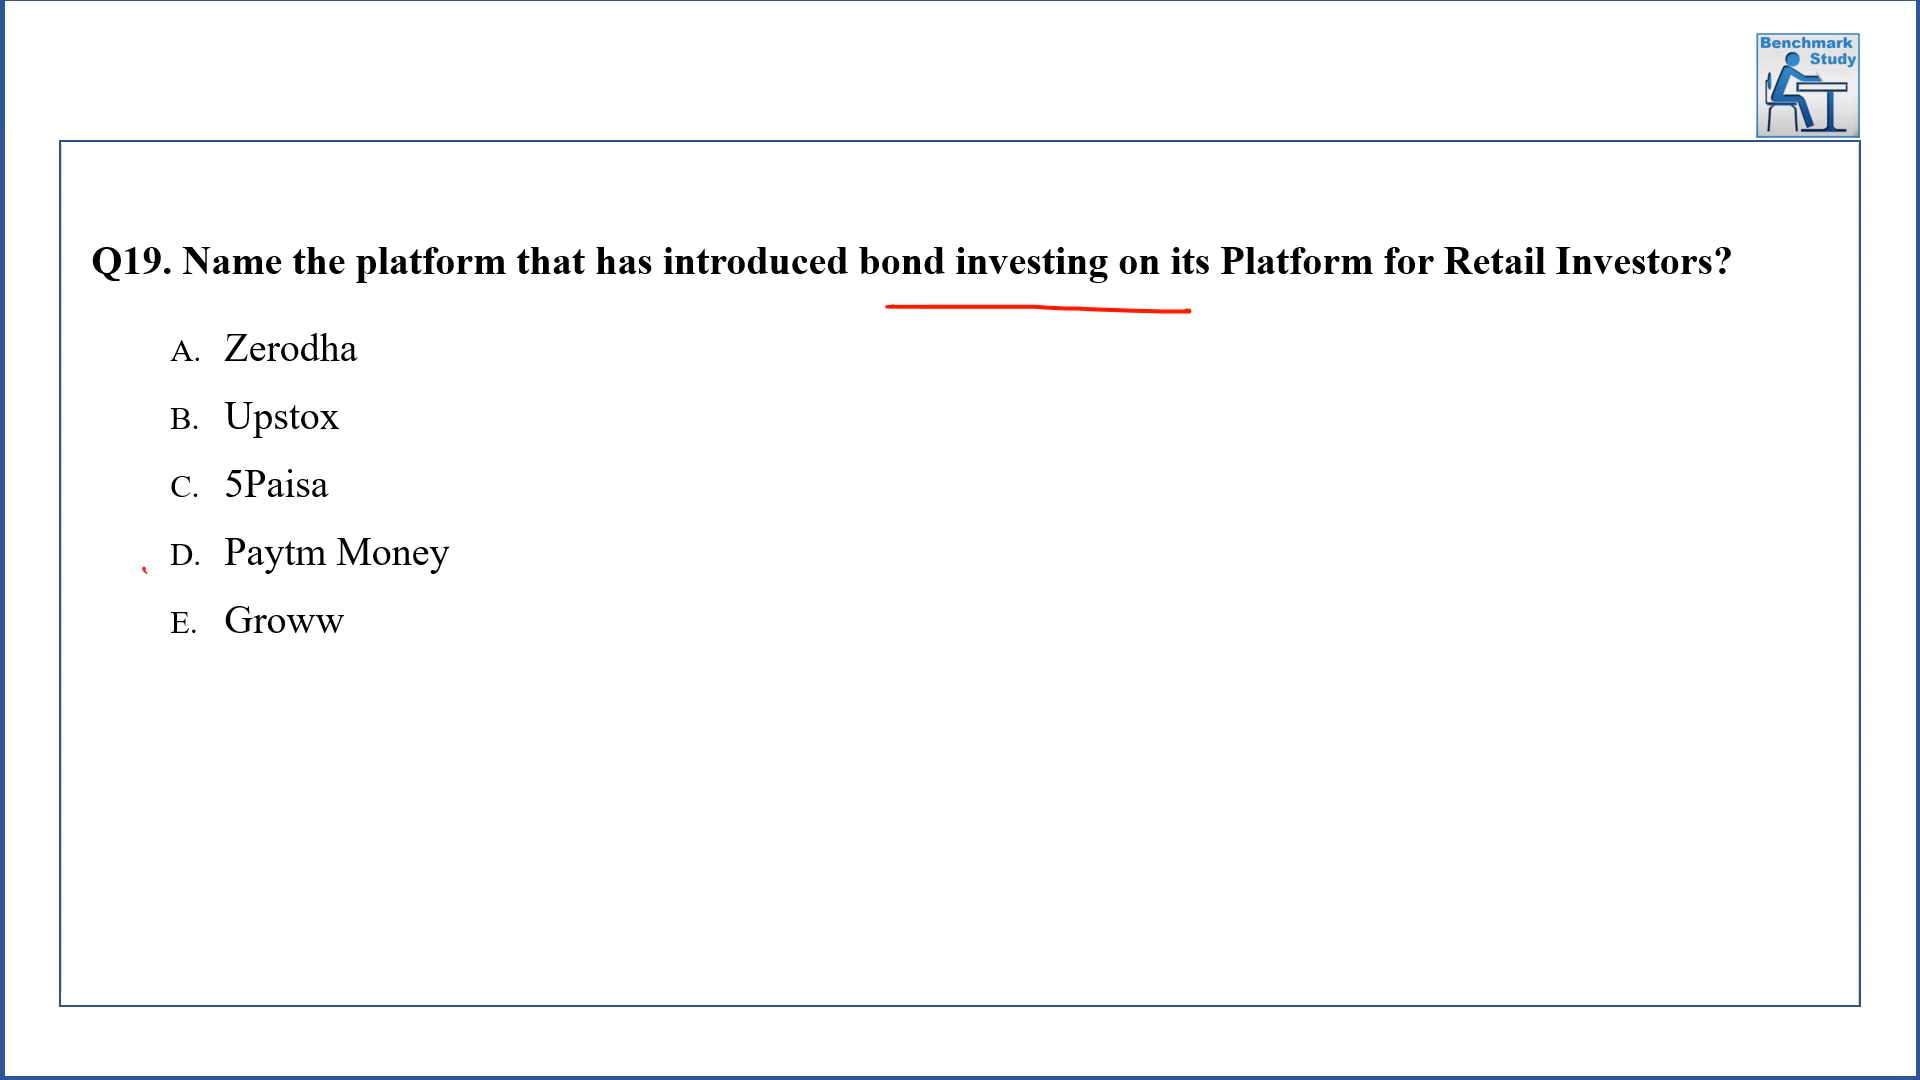 Benchmark
Study
Q19. Name the platform that has introduced bond investing on its Platform for Retail Investors?
A. Zerodha
B. Upstox
C. 5Paisa
D. Paytm Money
E. Groww